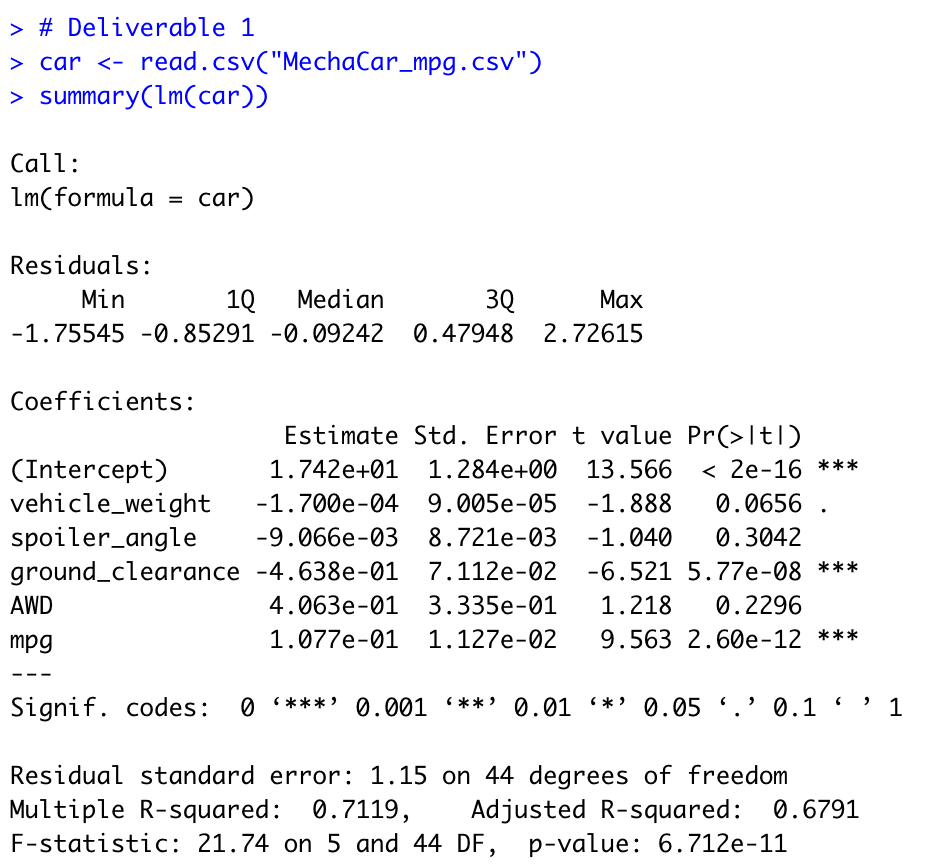 > # Deliverable 1
> car <- read.csv("MechaCar_mpg.csv")
> summary(lm(car))
Call:
lm(formula = car)
Residuals:
     Min       1Q   Median       3Q      Max
-1.75545 -0.85291 -0.09242  0.47948  2.72615
Coefficients:
                   Estimate Std. Error t value Pr(>|t|)
(Intercept)       1.742e+01  1.284e+00  13.566  < 2e-16 ***
vehicle_weight   -1.700e-04  9.005e-05  -1.888   0.0656 .
spoiler_angle    -9.066e-03  8.721e-03  -1.040   0.3042
ground_clearance -4.638e-01  7.112e-02  -6.521 5.77e-08 ***
AWD               4.063e-01  3.335e-01   1.218   0.2296
mpg               1.077e-01  1.127e-02   9.563 2.60e-12 ***
---
Signif. codes:  0 ‘***’ 0.001 ‘**’ 0.01 ‘*’ 0.05 ‘.’ 0.1 ‘ ’ 1
Residual standard error: 1.15 on 44 degrees of freedom
Multiple R-squared:  0.7119,	Adjusted R-squared:  0.6791
F-statistic: 21.74 on 5 and 44 DF,  p-value: 6.712e-11